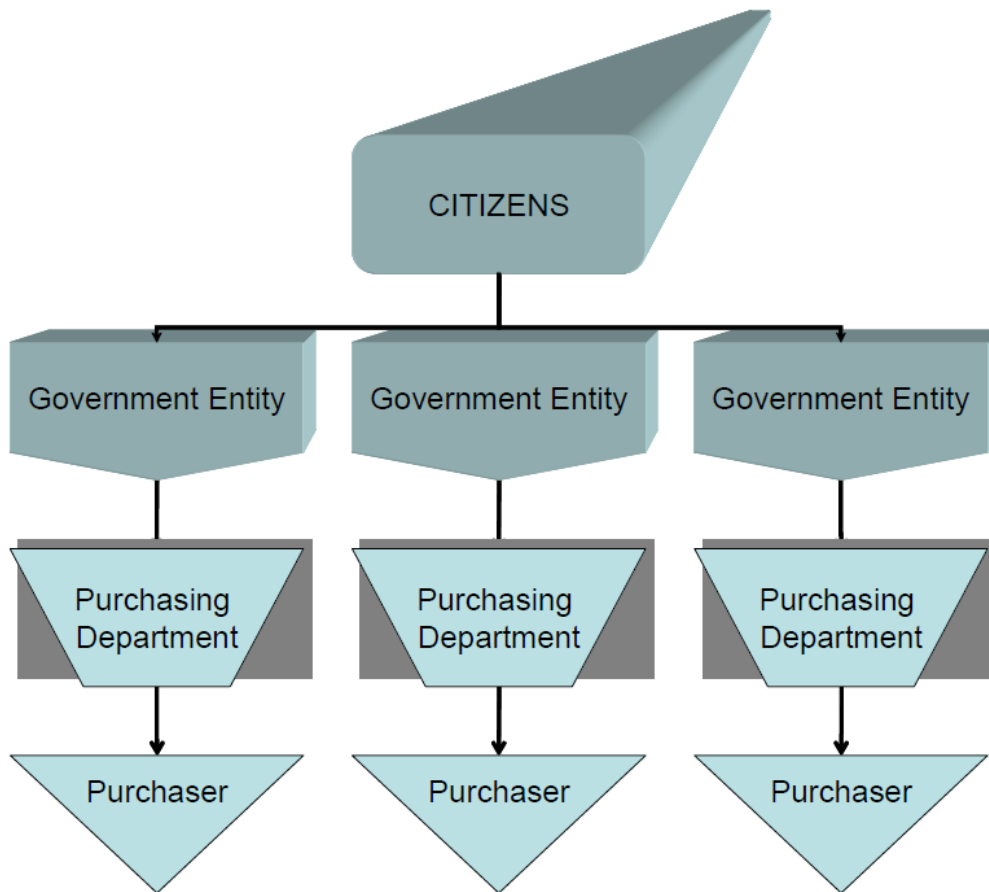 CITIZENS
Government Entity
Government Entity
Government Entity
Purchasing
Department
Purchasing
Department
Purchasing
Department
Purchaser
Purchaser
Purchaser